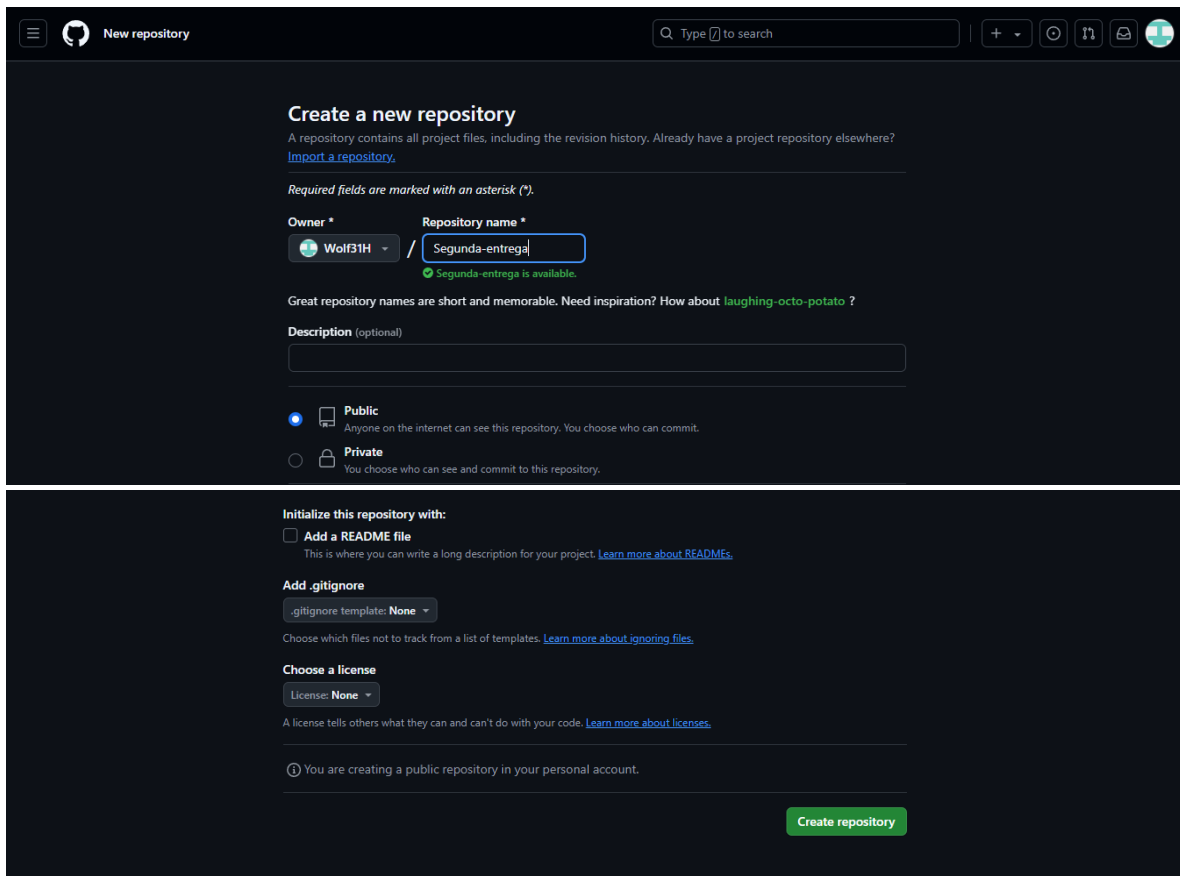 New repository
Type / to search
Create a new repository
A repository contains all project files, including the revision history. Already have a project repository elsewhere?
Import a repository.
Required fields are marked with an asterisk (*).
Owner * Repository name *
Wolf31H / Segunda-entrega
Segunda-entrega is available.
Great repository names are short and memorable. Need inspiration? How about laughing-octo-potato ?
Description (optional)
Public
Anyone on the internet can see this repository. You choose who can commit.
Private
You choose who can see and commit to this repository.
Initialize this repository with:
Add a README file
This is where you can write a long description for your project. Learn more about READMEs.
Add .gitignore
.gitignore template: None
Choose which files not to track from a list of templates. Learn more about ignoring files.
Choose a license
License: None
A license tells others what they can and can't do with your code. Learn more about licenses.
You are creating a public repository in your personal account.
Create repository